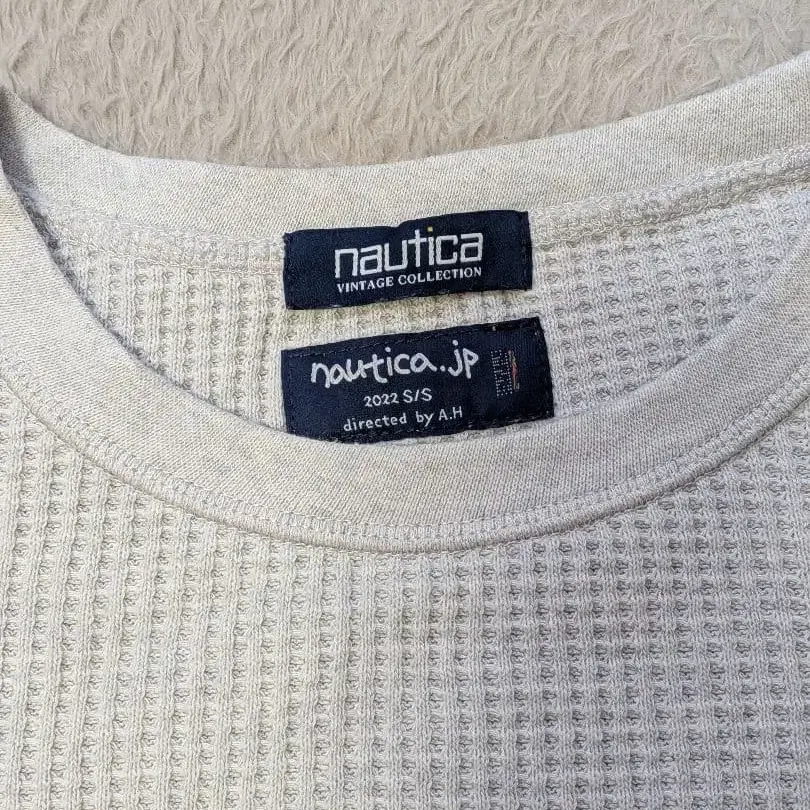 nautica
VINTAGE COLLECTION
nautica.jp
2022 S/S
directed by A.H